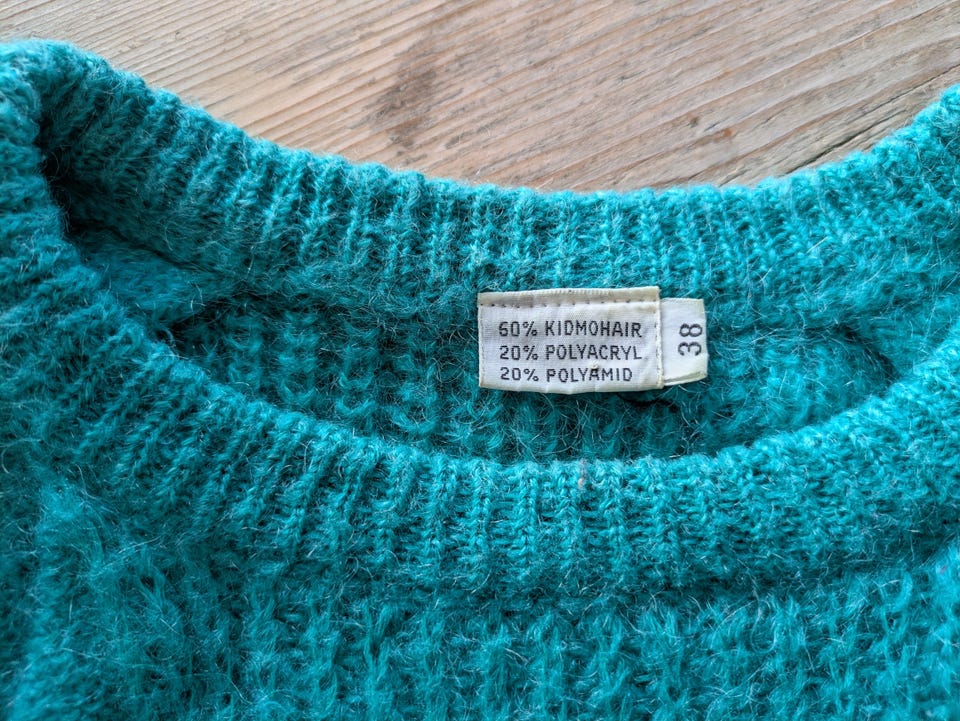 60% KIDMOHAIR
20% POLYACRYL
20% POLYAMID
38